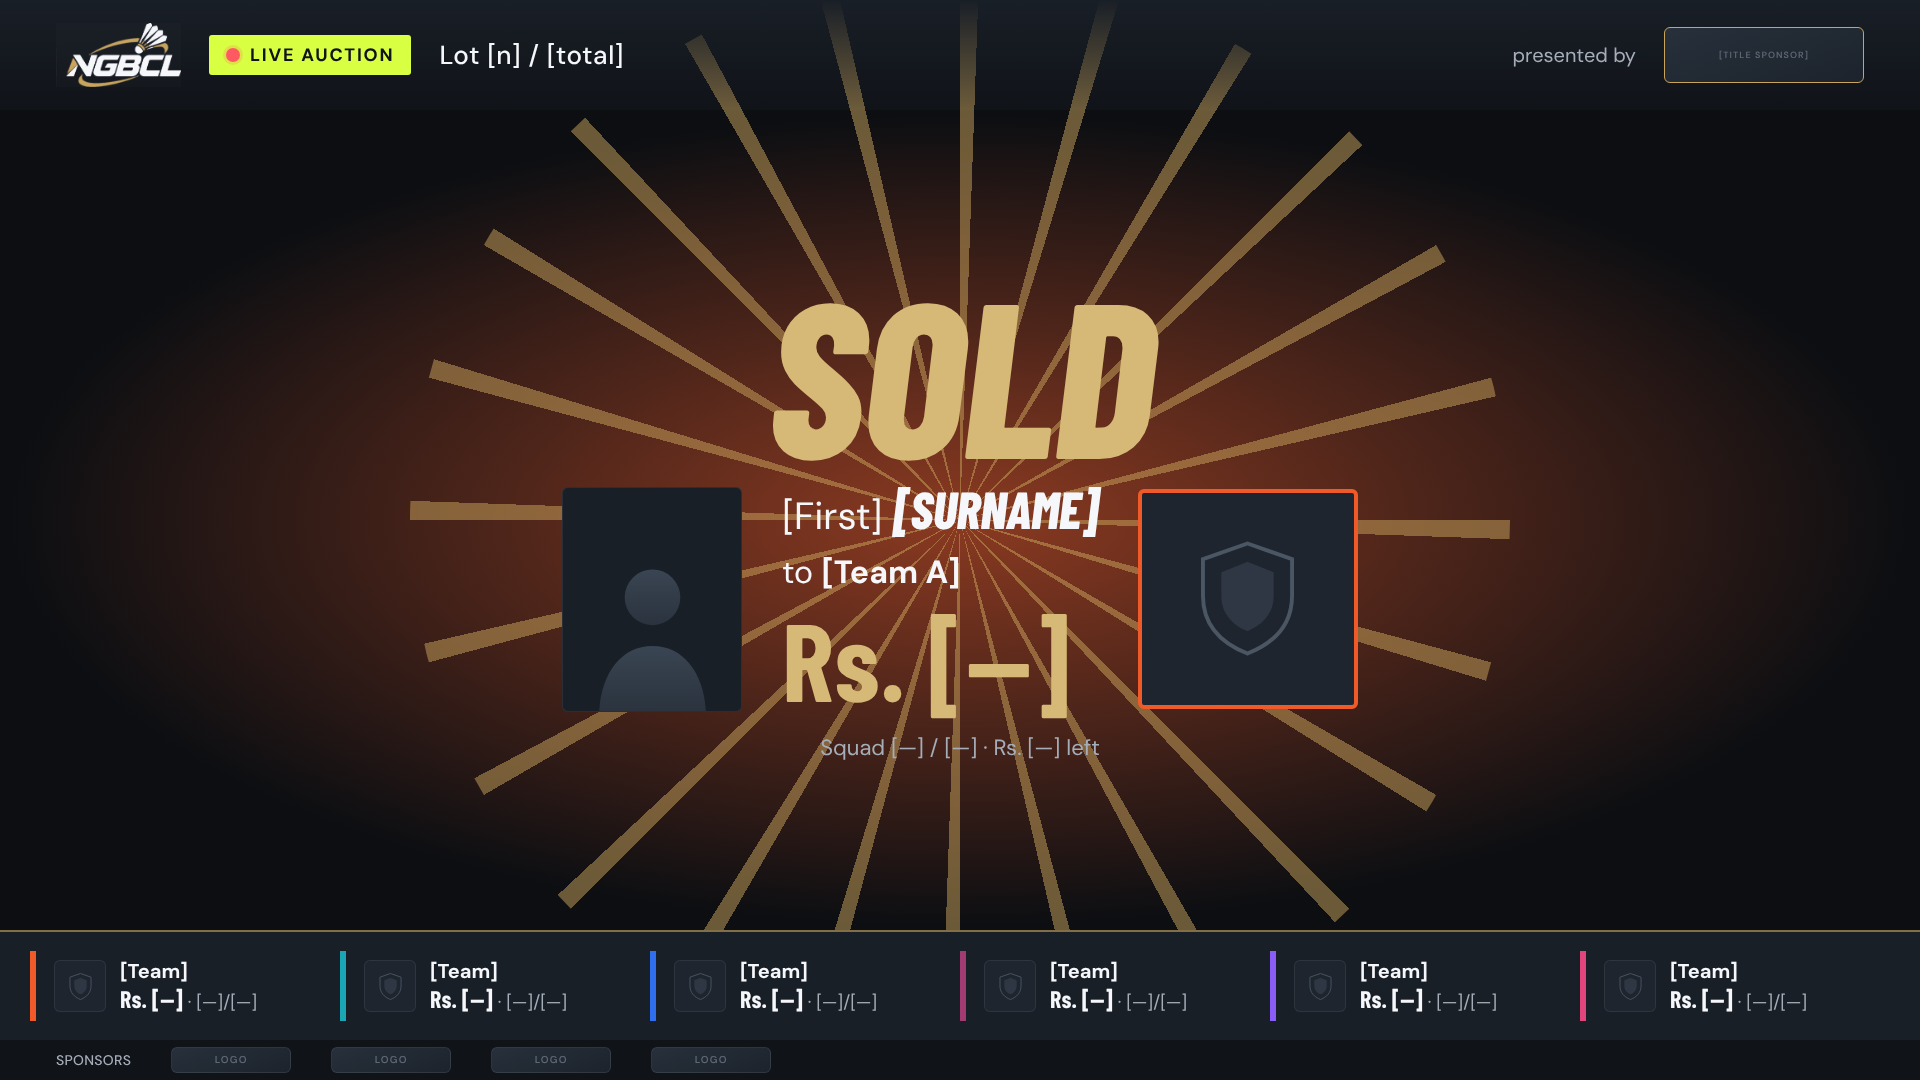 NGBCL
LIVE AUCTION
Lot [n] / [total]
presented by
[TITLE SPONSOR]
SOLD
[First] [SURNAME]
to [Team A]
Rs. [—]
Squad [—] / [—] · Rs. [—] left
[Team]
Rs. [—] · [—]/[—]
[Team]
Rs. [—] · [—]/[—]
[Team]
Rs. [—] · [—]/[—]
[Team]
Rs. [—] · [—]/[—]
[Team]
Rs. [—] · [—]/[—]
[Team]
Rs. [—] · [—]/[—]
SPONSORS
LOGO
LOGO
LOGO
LOGO